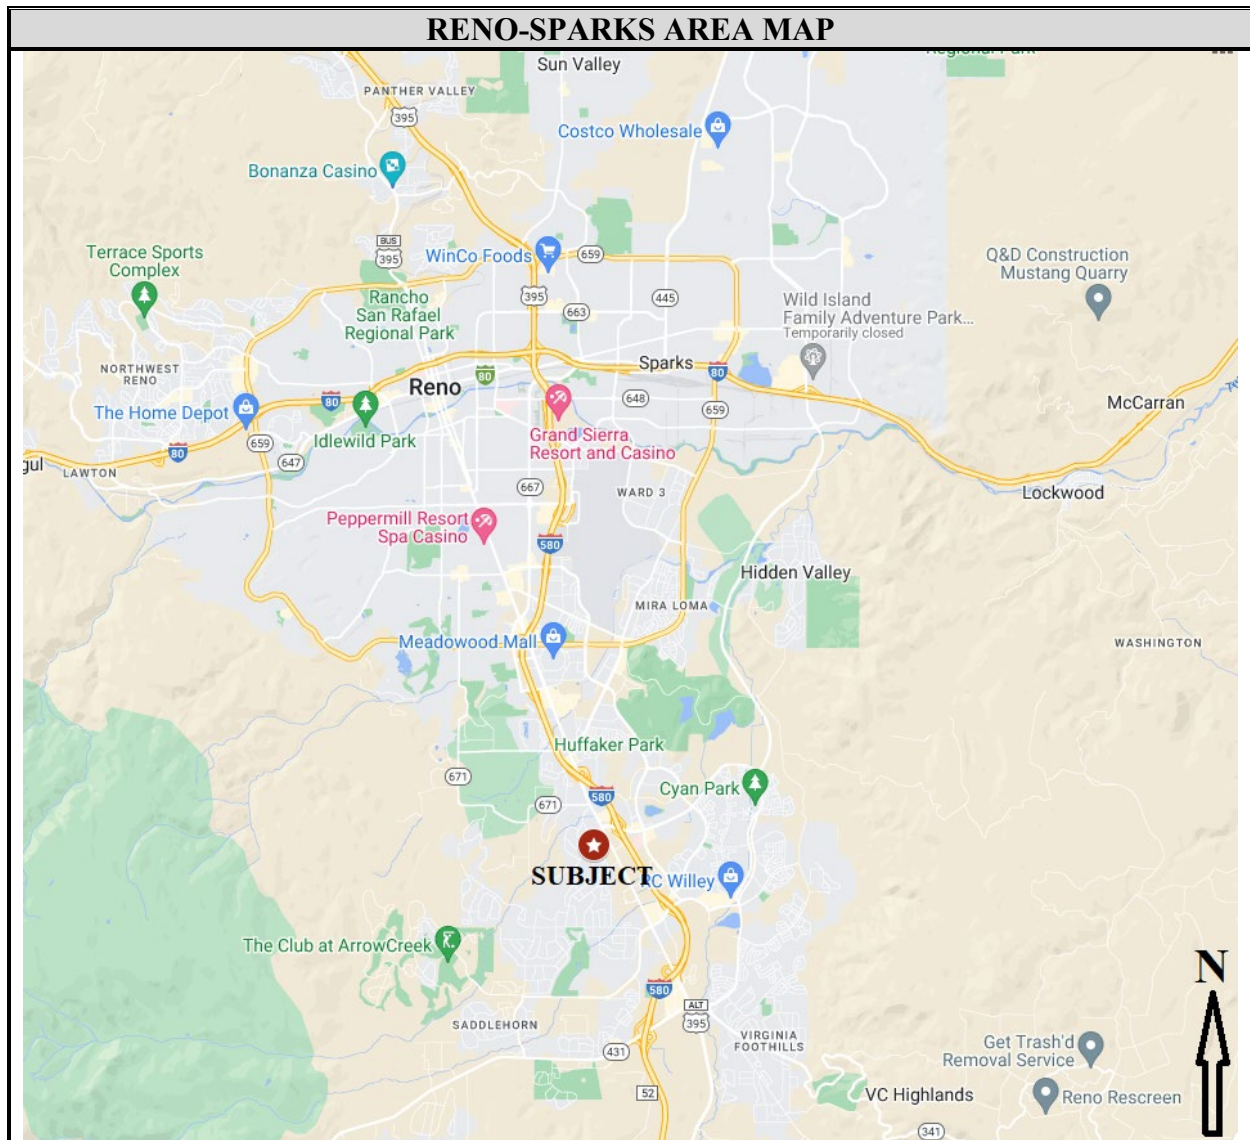 RENO-SPARKS AREA MAP
Regional Park
Sun Valley
PANTHER VALLEY
395
Costco Wholesale
Bonanza Casino
BUS
395
WinCo Foods
659
Terrace Sports
Complex
Q&D Construction
Mustang Quarry
Rancho
San Rafael
Regional Park
395
663
445
Wild Island
Family Adventure Park...
Temporarily closed
NORTHWEST
RENO
Sparks
80
80
Reno
80
The Home Depot
648
659
McCarran
Idlewild Park
Grand Sierra
Resort and Casino
659
80
647
gul
LAWTON
667
WARD 3
Lockwood
Peppermill Resort
Spa Casino
580
Hidden Valley
MIRA LOMA
Meadowood Mall
WASHINGTON
Huffaker Park
671
580
Cyan Park
671
SUBJECT
RC Willey
The Club at ArrowCreek
N
580
ALT
395
SADDLEHORN
VIRGINIA
FOOTHILLS
431
Get Trash'd
Removal Service
52
VC Highlands
Reno Rescreen
341